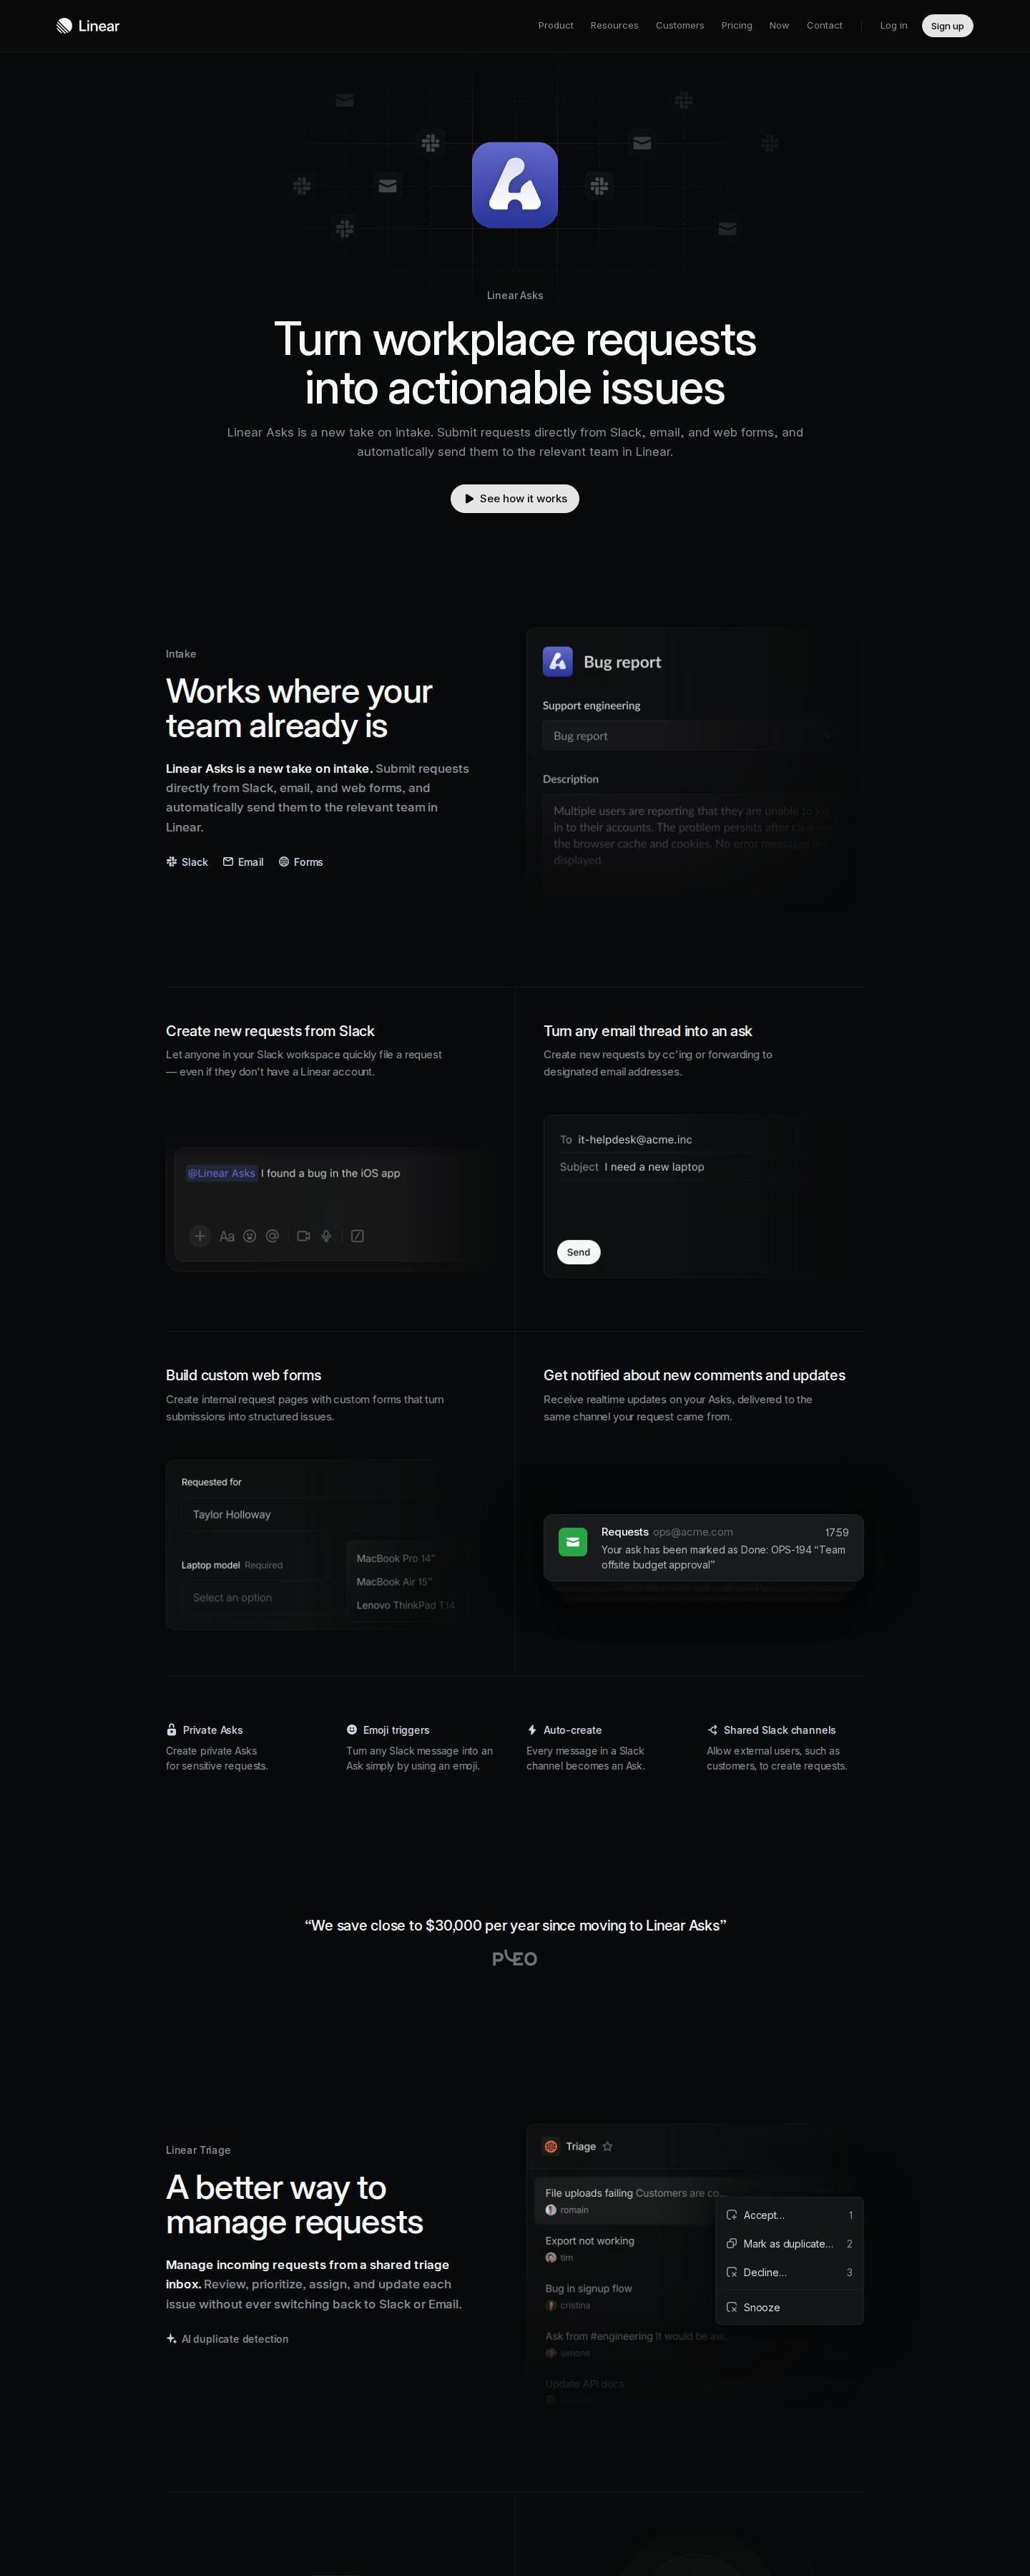 Linear
Product
Resources
Customers
Pricing
Now
Contact
Log in
Sign up
Linear Asks
Turn workplace requests
into actionable issues
Linear Asks is a new take on intake. Submit requests directly from Slack, email, and web forms, and
automatically send them to the relevant team in Linear.
See how it works
Intake
Works where your
team already is
Linear Asks is a new take on intake. Submit requests
directly from Slack, email, and web forms, and
automatically send them to the relevant team in
Linear.
Slack
Email
Forms
Bug report
Support engineering
Bug report
Description
Multiple users are reporting that they are unable to log
in to their accounts. The problem persists after clearing
the browser cache and cookies. No error messages are
displayed.
Create new requests from Slack
Let anyone in your Slack workspace quickly file a request
— even if they don't have a Linear account.
@Linear Asks I found a bug in the iOS app
Aa
Turn any email thread into an ask
Create new requests by cc'ing or forwarding to
designated email addresses.
To it-helpdesk@acme.inc
Subject I need a new laptop
Send
Build custom web forms
Create internal request pages with custom forms that turn
submissions into structured issues.
Requested for
Taylor Holloway
Laptop model Required
Select an option
MacBook Pro 14"
MacBook Air 15"
Lenovo ThinkPad T14
Get notified about new comments and updates
Receive realtime updates on your Asks, delivered to the
same channel your request came from.
Requests ops@acme.com 17:59
Your ask has been marked as Done: OPS-194 “Team
offsite budget approval”
Private Asks
Create private Asks
for sensitive requests.
Emoji triggers
Turn any Slack message into an
Ask simply by using an emoji.
Auto-create
Every message in a Slack
channel becomes an Ask.
Shared Slack channels
Allow external users, such as
customers, to create requests.
“We save close to $30,000 per year since moving to Linear Asks”
PLEO
Linear Triage
A better way to
manage requests
Manage incoming requests from a shared triage
inbox. Review, prioritize, assign, and update each
issue without ever switching back to Slack or Email.
AI duplicate detection
Triage
File uploads failing Customers are co...
romain
Export not working
tim
Bug in signup flow
cristina
Ask from #engineering It would be aw...
simone
Update API docs
Accept... 1
Mark as duplicate... 2
Decline... 3
Snooze